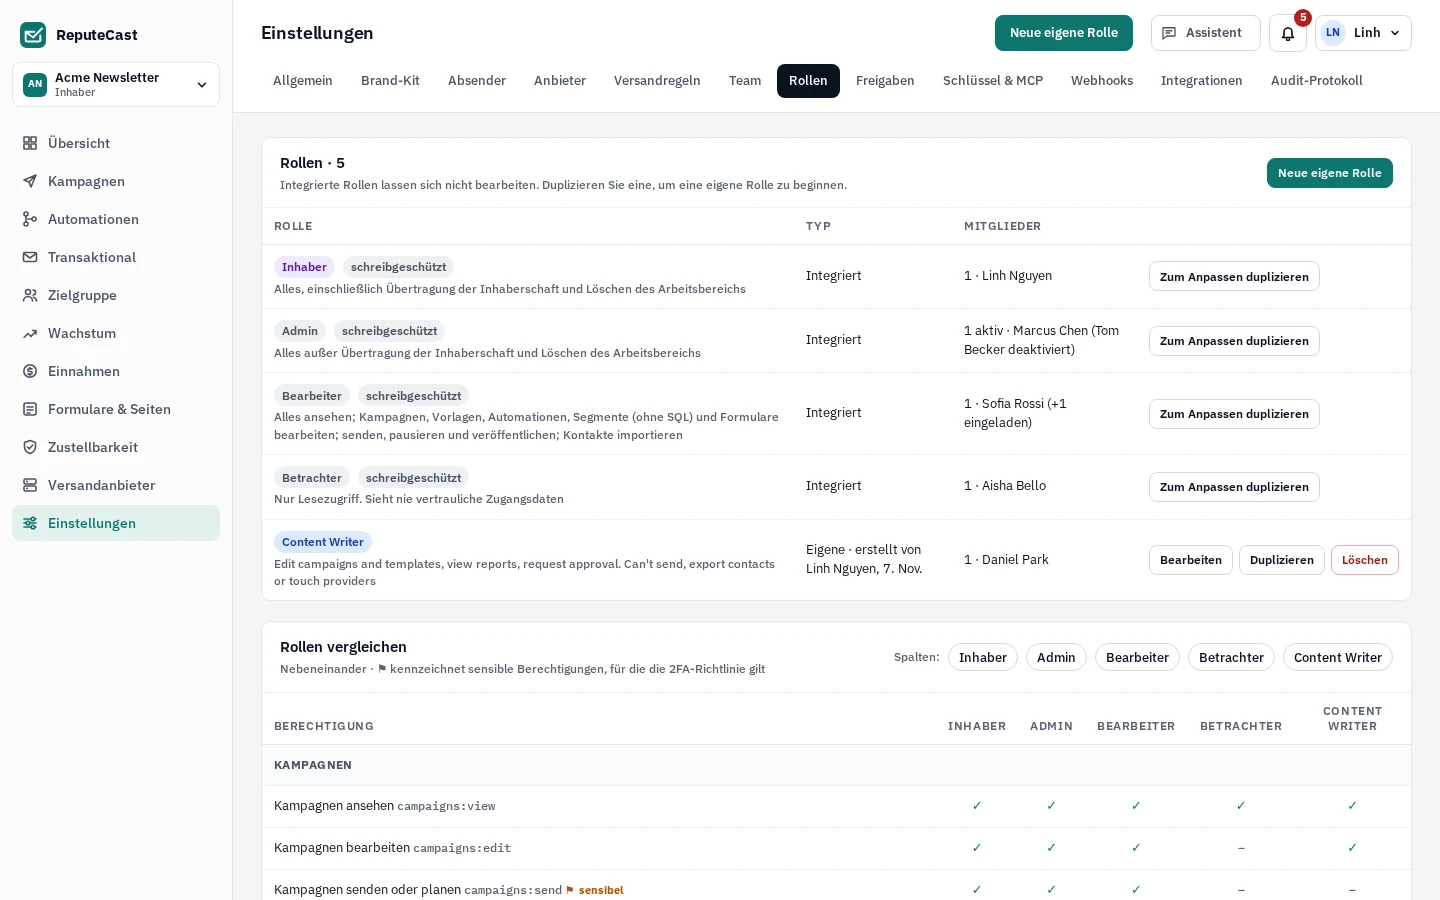 ReputeCast
AN
Acme Newsletter
Inhaber
Übersicht
Kampagnen
Automationen
Transaktional
Zielgruppe
Wachstum
Einnahmen
Formulare & Seiten
Zustellbarkeit
Versandanbieter
Einstellungen
Einstellungen
Neue eigene Rolle
Assistent
5
LN
Linh
Allgemein
Brand-Kit
Absender
Anbieter
Versandregeln
Team
Rollen
Freigaben
Schlüssel & MCP
Webhooks
Integrationen
Audit-Protokoll
Rollen · 5
Integrierte Rollen lassen sich nicht bearbeiten. Duplizieren Sie eine, um eine eigene Rolle zu beginnen.
Neue eigene Rolle
ROLLE
TYP
MITGLIEDER
Inhaber
schreibgeschützt
Alles, einschließlich Übertragung der Inhaberschaft und Löschen des Arbeitsbereichs
Integriert
1 · Linh Nguyen
Zum Anpassen duplizieren
Admin
schreibgeschützt
Alles außer Übertragung der Inhaberschaft und Löschen des Arbeitsbereichs
Integriert
1 aktiv · Marcus Chen (Tom
Becker deaktiviert)
Zum Anpassen duplizieren
Bearbeiter
schreibgeschützt
Alles ansehen; Kampagnen, Vorlagen, Automationen, Segmente (ohne SQL) und Formulare
bearbeiten; senden, pausieren und veröffentlichen; Kontakte importieren
Integriert
1 · Sofia Rossi (+1
eingeladen)
Zum Anpassen duplizieren
Betrachter
schreibgeschützt
Nur Lesezugriff. Sieht nie vertrauliche Zugangsdaten
Integriert
1 · Aisha Bello
Zum Anpassen duplizieren
Content Writer
Edit campaigns and templates, view reports, request approval. Can't send, export contacts
or touch providers
Eigene · erstellt von
Linh Nguyen, 7. Nov.
1 · Daniel Park
Bearbeiten
Duplizieren
Löschen
Rollen vergleichen
Nebeneinander · ⚑ kennzeichnet sensible Berechtigungen, für die die 2FA-Richtlinie gilt
Spalten:
Inhaber
Admin
Bearbeiter
Betrachter
Content Writer
BERECHTIGUNG
INHABER
ADMIN
BEARBEITER
BETRACHTER
CONTENT
WRITER
KAMPAGNEN
Kampagnen ansehen campaigns:view
✓ ✓ ✓ ✓ ✓
Kampagnen bearbeiten campaigns:edit
✓ ✓ ✓ – ✓
Kampagnen senden oder planen campaigns:send ⚑ sensibel
✓ ✓ ✓ – –